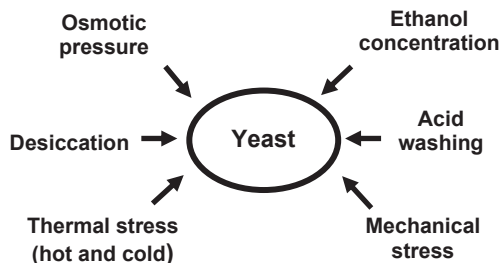 Osmotic
pressure
Ethanol
concentration
Desiccation
Yeast
Acid
washing
Thermal stress
(hot and cold)
Mechanical
stress